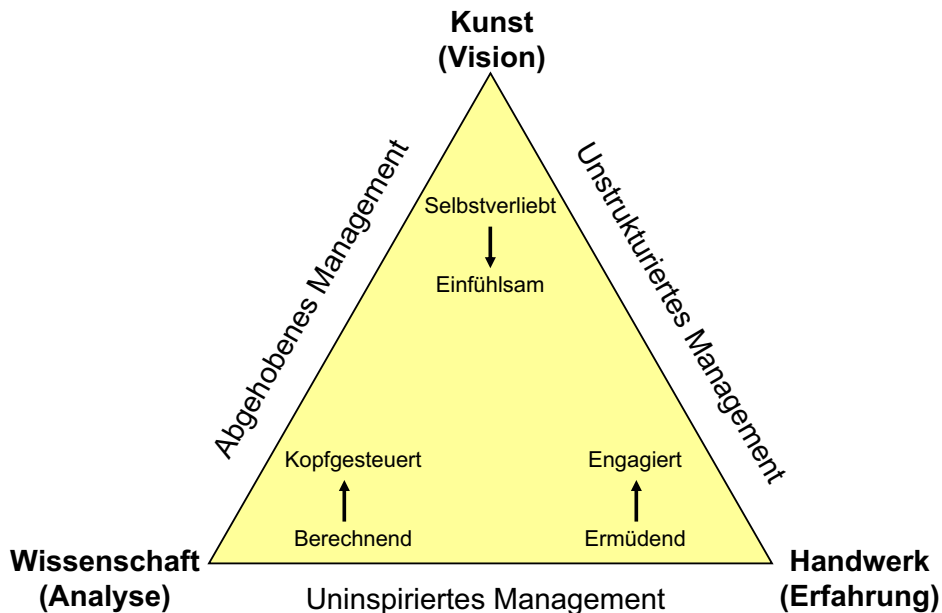 Kunst
(Vision)
Abgehobenes Management
Unstrukturiertes Management
Selbstverliebt
Einfühlsam
Kopfgesteuert
Engagiert
Berechnend
Ermüdend
Wissenschaft
(Analyse)
Handwerk
(Erfahrung)
Uninspiriertes Management